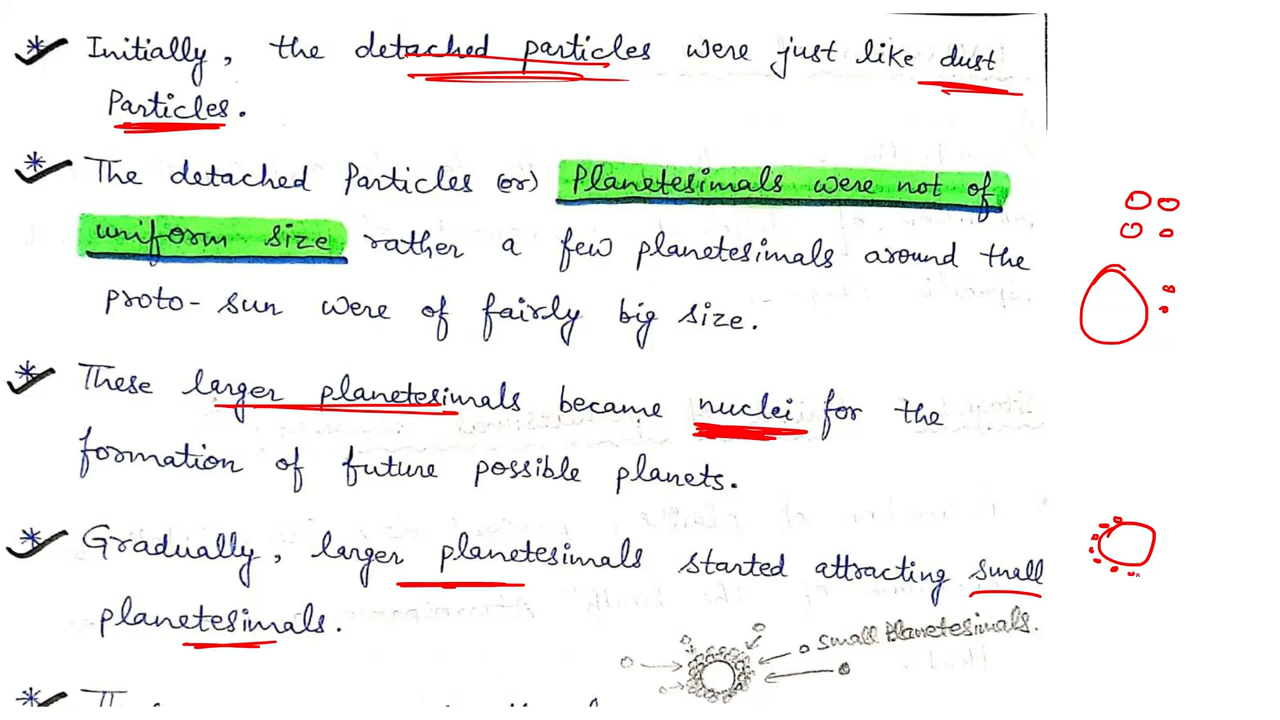 * Initially, the detached particles were just like dust
Particles.
* The detached Particles (or) Planetesimals were not of
uniform size rather a few planetesimals around the
proto-sun were of fairly big size.
* These larger planetesimals became nuclei for the
formation of future possible planets.
* Gradually, larger planetesimals started attracting small
planetesimals.
small Planetesimals.
*